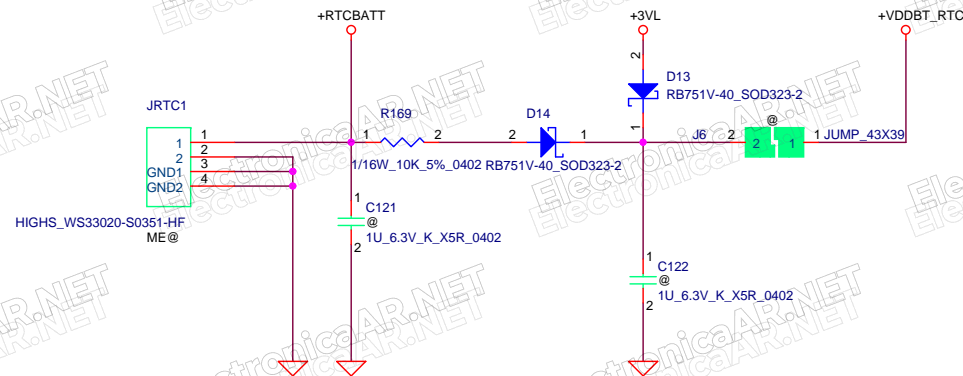 +RTCBATT
+3VL
+VDDBT_RTC
JRTC1
1
2
GND1
GND2
1
2
3
4
HIGHS_WS33020-S0351-HF
ME@
R169
1
2
1/16W_10K_5%_0402
D14
2
1
RB751V-40_SOD323-2
2
D13
RB751V-40_SOD323-2
1
J6
2
@
2
1
1
JUMP_43X39
1
C121
@
1U_6.3V_K_X5R_0402
2
1
C122
@
1U_6.3V_K_X5R_0402
2
ElectronicaAR.NET